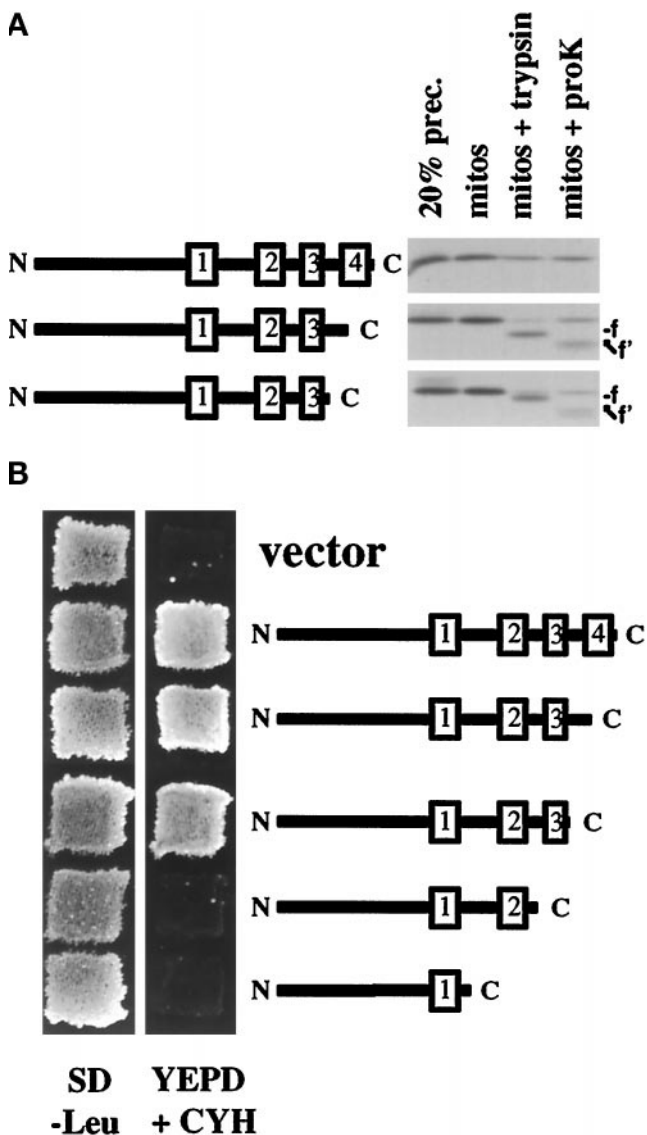 A
20% prec.
mitos
mitos + trypsin
mitos + proK
N 1 2 3 4 C
N 1 2 3 C
-f
f'
N 1 2 3 C
-f
f'
B
vector
N 1 2 3 4 C
N 1 2 3 C
N 1 2 3 C
N 1 2 C
N 1 C
SD YEPD
-Leu + CYH